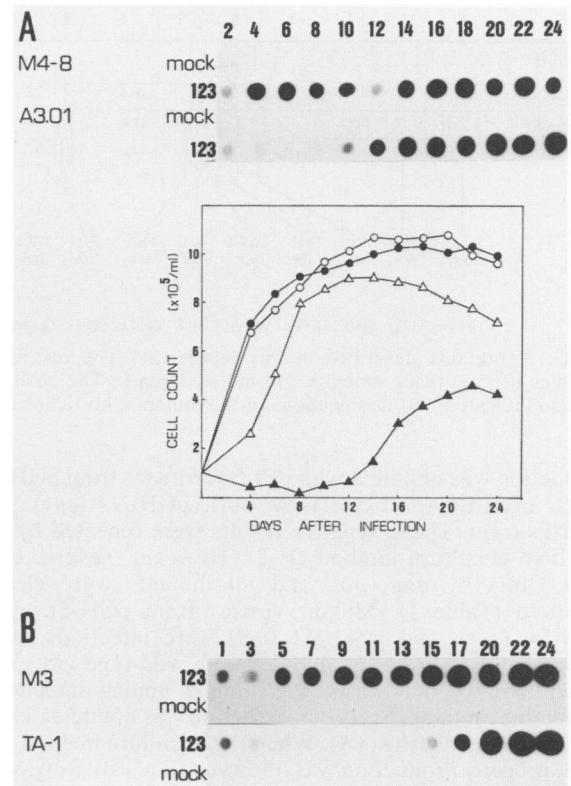 A
2 4 6 8 10 12 14 16 18 20 22 24
M4-8 mock
123
A3.01 mock
123
CELL COUNT (x10⁵/ml)
10
8
6
4
2
4 8 12 16 20 24
DAYS AFTER INFECTION
B
1 3 5 7 9 11 13 15 17 20 22 24
M3 123
mock
TA-1 123
mock